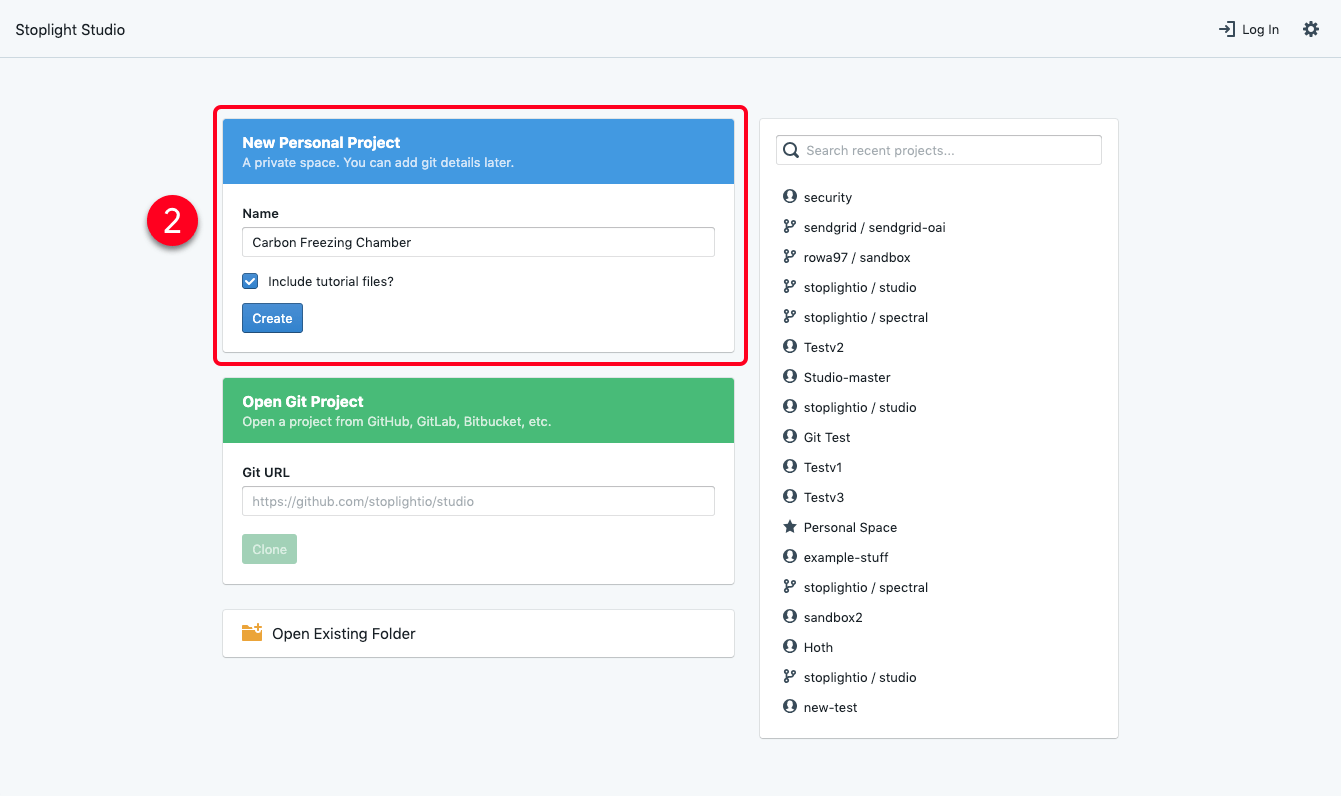 Stoplight Studio
Log In
New Personal Project
A private space. You can add git details later.
2
Name
Carbon Freezing Chamber
Include tutorial files?
Create
Open Git Project
Open a project from GitHub, GitLab, Bitbucket, etc.
Git URL
https://github.com/stoplightio/studio
Clone
Open Existing Folder
Search recent projects...
security
sendgrid / sendgrid-oai
rowa97 / sandbox
stoplightio / studio
stoplightio / spectral
Testv2
Studio-master
stoplightio / studio
Git Test
Testv1
Testv3
Personal Space
example-stuff
stoplightio / spectral
sandbox2
Hoth
stoplightio / studio
new-test